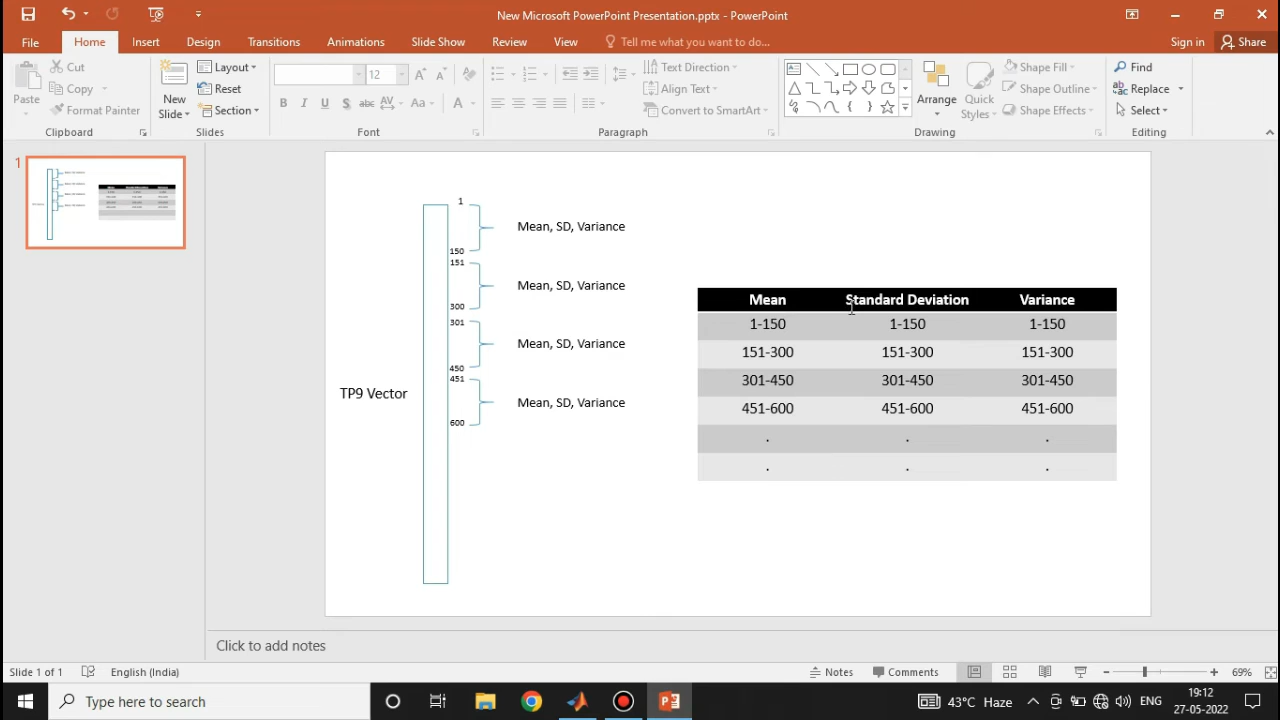 New Microsoft PowerPoint Presentation.pptx - PowerPoint
File Home Insert Design Transitions Animations Slide Show Review View Tell me what you want to do... Sign in Share
Paste Cut Copy Format Painter
Clipboard
New Slide Layout Reset Section
Slides
12
B I U S abc AV Aa A
Font
Text Direction
Align Text
Convert to SmartArt
Paragraph
Arrange Quick Styles
Shape Fill
Shape Outline
Shape Effects
Drawing
Find
Replace
Select
Editing
1
1
150
151
300
301
450
451
600
Mean, SD, Variance
Mean, SD, Variance
Mean, SD, Variance
Mean, SD, Variance
TP9 Vector
Mean Standard Deviation Variance
1-150 1-150 1-150
151-300 151-300 151-300
301-450 301-450 301-450
451-600 451-600 451-600
. . .
. . .
Click to add notes
Slide 1 of 1 English (India) Notes Comments 69%
Type here to search 43°C Haze ENG 19:12
27-05-2022